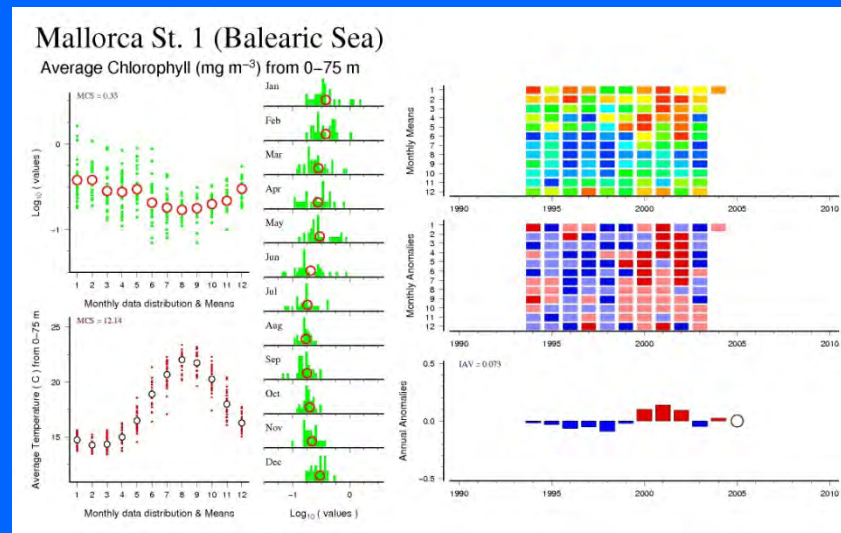 Mallorca St. 1 (Balearic Sea)
Average Chlorophyll (mg m⁻³) from 0–75 m
MCS = 0.35
Log₁₀ ( values )
0
−1
1 2 3 4 5 6 7 8 9 10 11 12
Monthly data distribution & Means
MCS = 12.14
Average Temperature ( C ) from 0–75 m
25
20
15
1 2 3 4 5 6 7 8 9 10 11 12
Monthly data distribution & Means
Jan
Feb
Mar
Apr
May
Jun
Jul
Aug
Sep
Oct
Nov
Dec
−1 0
Log₁₀ ( values )
Monthly Means
1
2
3
4
5
6
7
8
9
10
11
12
1990 1995 2000 2005 2010
Monthly Anomalies
1
2
3
4
5
6
7
8
9
10
11
12
1990 1995 2000 2005 2010
Annual Anomalies
IAV = 0.073
0.5
0.0
−0.5
1990 1995 2000 2005 2010